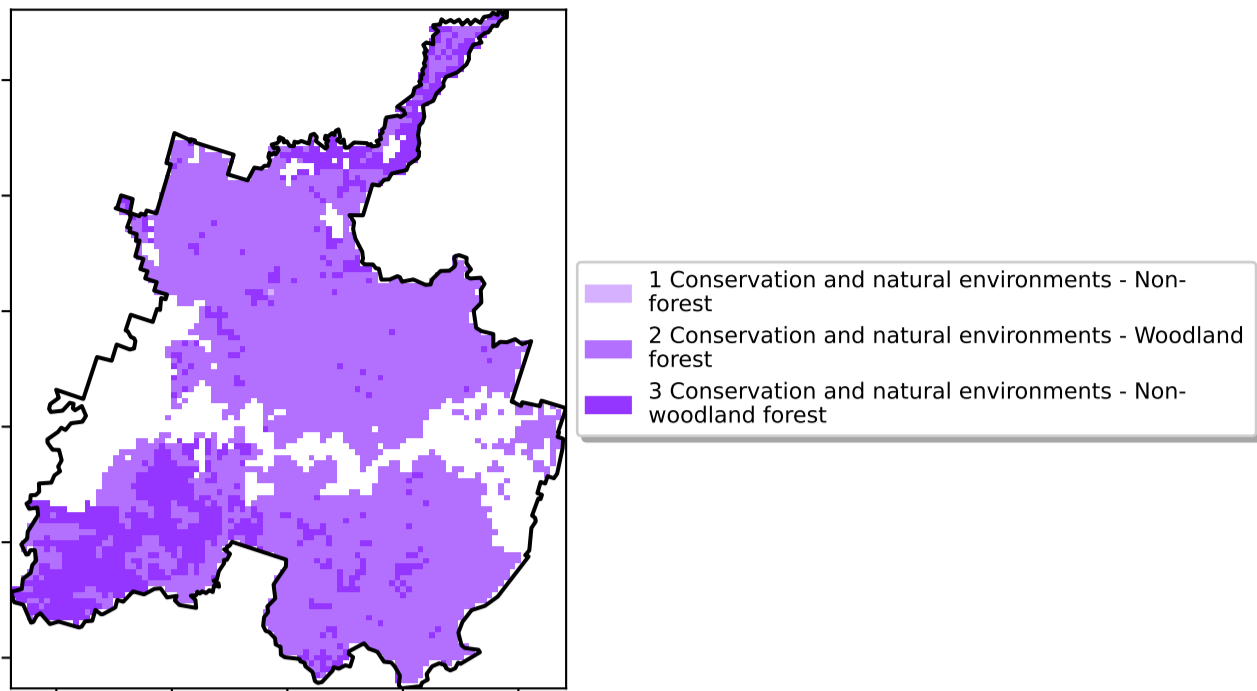 1 Conservation and natural environments - Non-
forest
2 Conservation and natural environments - Woodland
forest
3 Conservation and natural environments - Non-
woodland forest